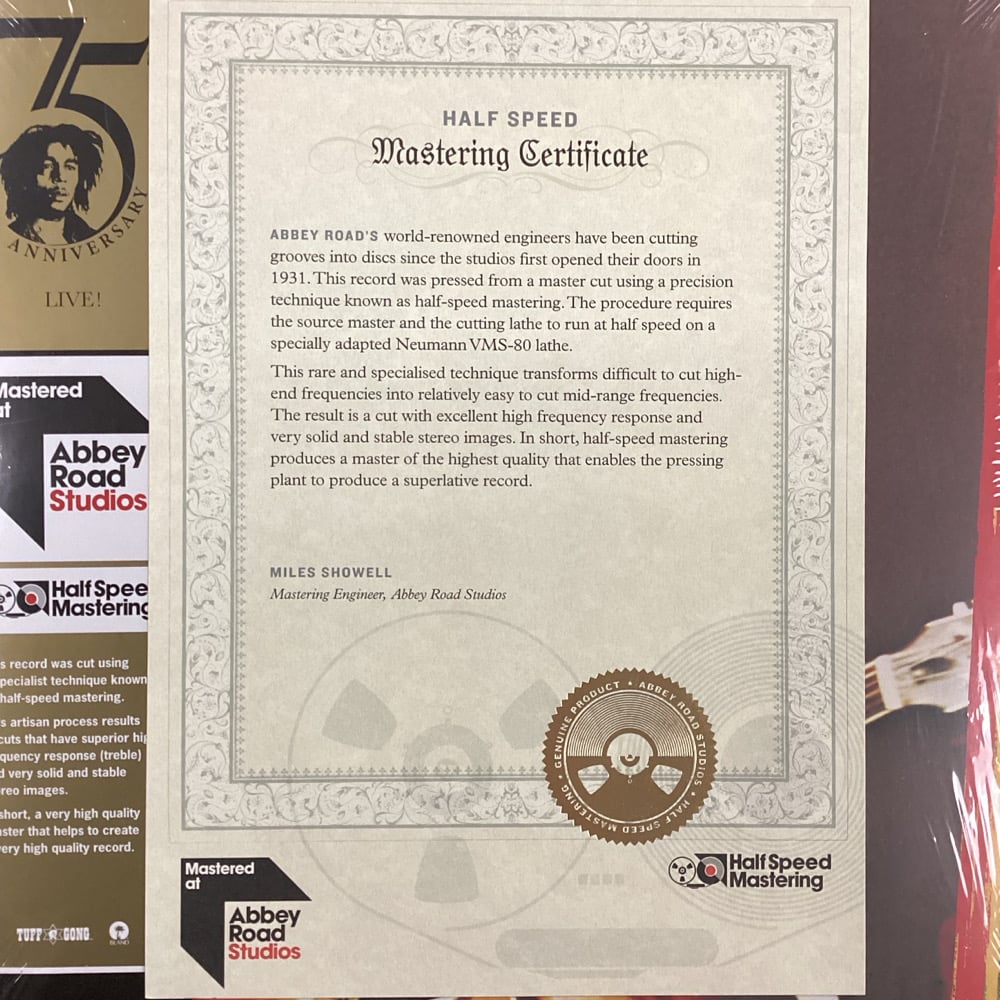 75
ANNIVERSARY
LIVE!
Mastered
at
Abbey
Road
Studios
Half Spee
Mastering
s record was cut using
pecialist technique known
half-speed mastering.
s artisan process results
cuts that have superior hi
quency response (treble)
d very solid and stable
reo images.
short, a very high quality
ster that helps to create
ery high quality record.
TUFF GONG
ISLAND
HALF SPEED
Mastering Certificate
ABBEY ROAD'S world-renowned engineers have been cutting
grooves into discs since the studios first opened their doors in
1931. This record was pressed from a master cut using a precision
technique known as half-speed mastering. The procedure requires
the source master and the cutting lathe to run at half speed on a
specially adapted Neumann VMS-80 lathe.
This rare and specialised technique transforms difficult to cut high-
end frequencies into relatively easy to cut mid-range frequencies.
The result is a cut with excellent high frequency response and
very solid and stable stereo images. In short, half-speed mastering
produces a master of the highest quality that enables the pressing
plant to produce a superlative record.
MILES SHOWELL
Mastering Engineer, Abbey Road Studios
GENUINE PRODUCT • ABBEY ROAD STUDIOS • HALF SPEED MASTERING •
Mastered
at
Abbey
Road
Studios
Half Speed
Mastering